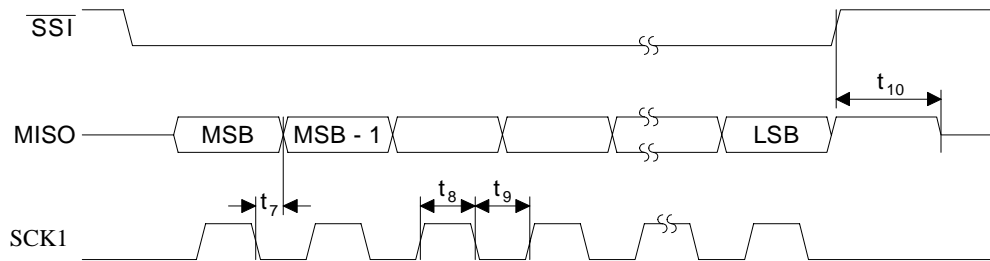 SSI
t10
MISO MSB MSB - 1 LSB
t7 t8 t9
SCK1